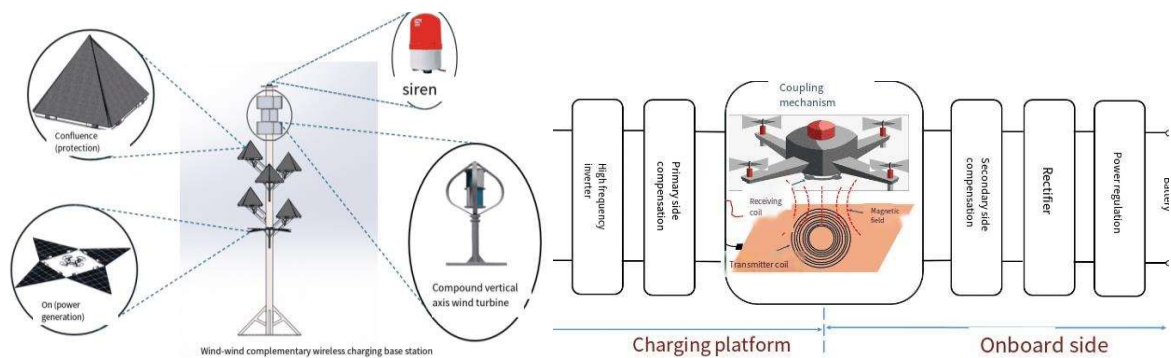 siren
Confluence
(protection)
On (power
generation)
Compound vertical
axis wind turbine
Wind-wind complementary wireless charging base station
High frequency
inverter
Primary side
compensation
Coupling
mechanism
Receiving
coil
Magnetic
field
Transmitter coil
Secondary side
compensation
Rectifier
Power regulation
Battery
Charging platform
Onboard side